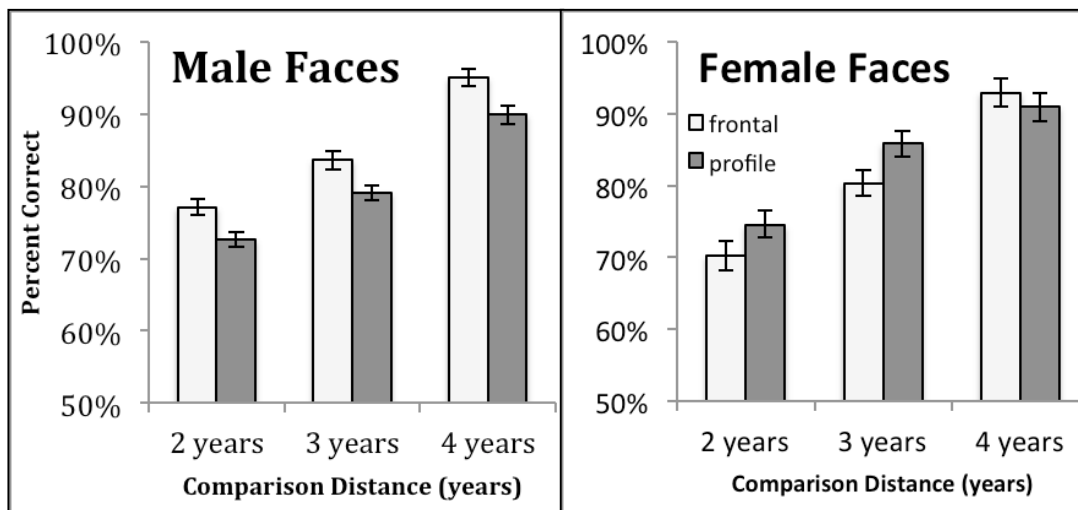 Male Faces
Percent Correct
100%
90%
80%
70%
60%
50%
2 years 3 years 4 years
Comparison Distance (years)
Female Faces
frontal
profile
100%
90%
80%
70%
60%
50%
2 years 3 years 4 years
Comparison Distance (years)